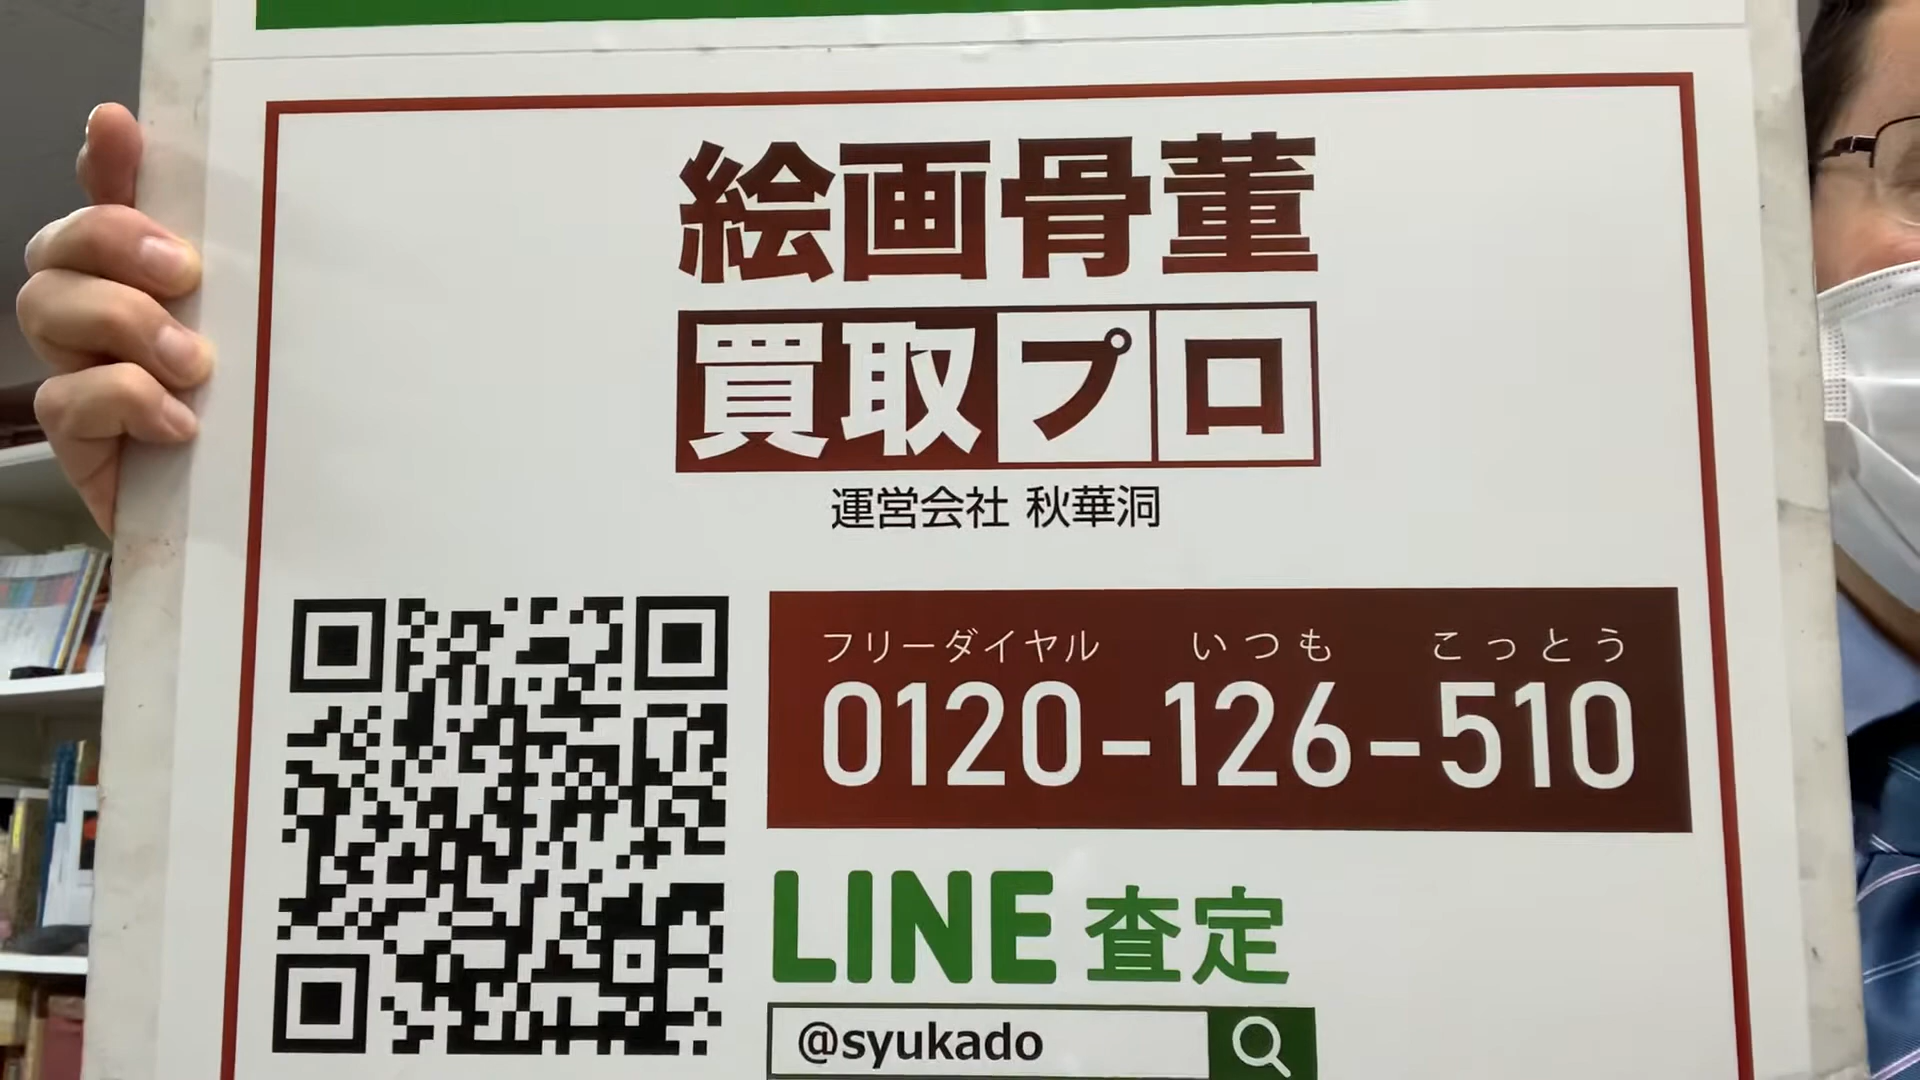 絵画骨董
買取プロ
運営会社 秋華洞
フリーダイヤル いつも こっとう
0120-126-510
LINE 査定
@syukado